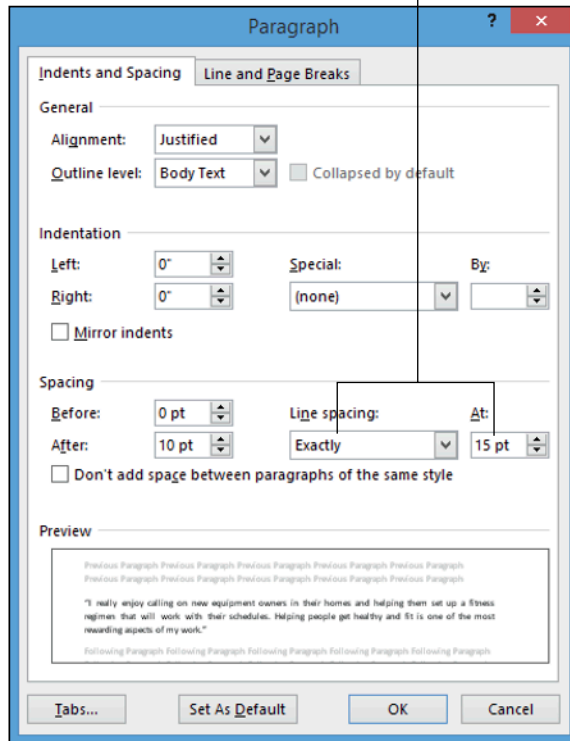 Paragraph ? ×
Indents and Spacing Line and Page Breaks
General
Alignment: Justified
Outline level: Body Text Collapsed by default
Indentation
Left: 0" Special: By:
Right: 0" (none)
Mirror indents
Spacing
Before: 0 pt Line spacing: At:
After: 10 pt Exactly 15 pt
Don't add space between paragraphs of the same style
Preview
Previous Paragraph Previous Paragraph Previous Paragraph Previous Paragraph Previous Paragraph
Previous Paragraph Previous Paragraph Previous Paragraph Previous Paragraph
"I really enjoy calling on new equipment owners in their homes and helping them set up a fitness
regimen that will work with their schedules. Helping people get healthy and fit is one of the most
rewarding aspects of my work."
Following Paragraph Following Paragraph Following Paragraph Following Paragraph Following Paragraph
Tabs... Set As Default OK Cancel